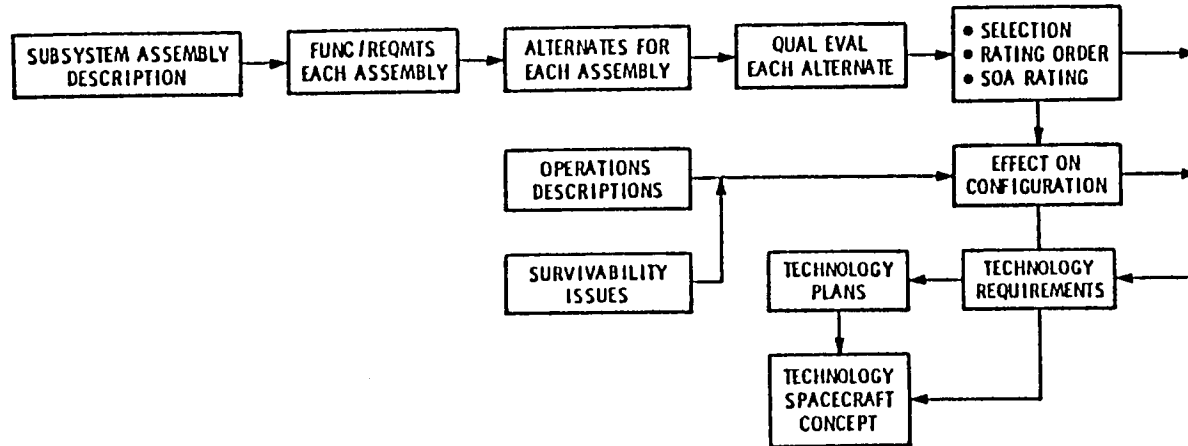 SUBSYSTEM ASSEMBLY
DESCRIPTION
FUNC/REQMTS
EACH ASSEMBLY
ALTERNATES FOR
EACH ASSEMBLY
QUAL EVAL
EACH ALTERNATE
• SELECTION
• RATING ORDER
• SOA RATING
OPERATIONS
DESCRIPTIONS
EFFECT ON
CONFIGURATION
SURVIVABILITY
ISSUES
TECHNOLOGY
PLANS
TECHNOLOGY
REQUIREMENTS
TECHNOLOGY
SPACECRAFT
CONCEPT